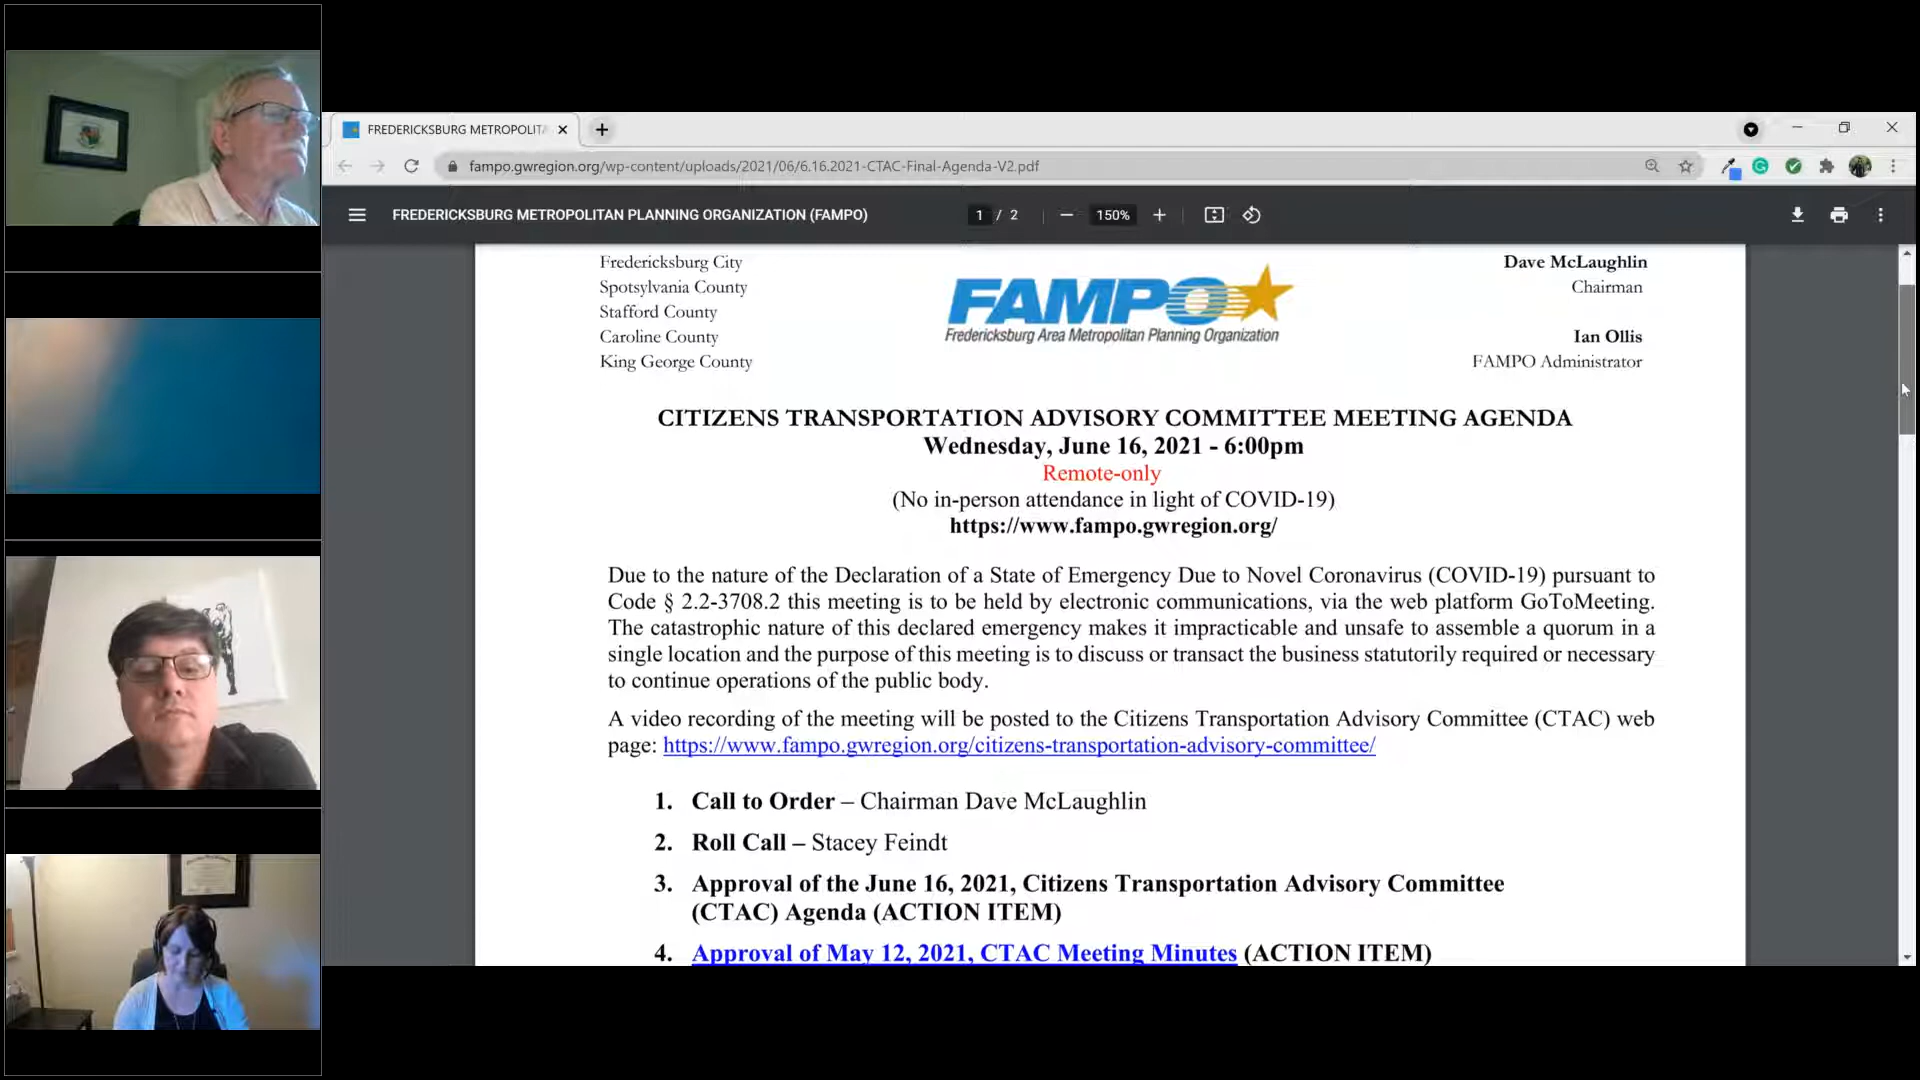 FREDERICKSBURG METROPOLITA
fampo.gwregion.org/wp-content/uploads/2021/06/6.16.2021-CTAC-Final-Agenda-V2.pdf
FREDERICKSBURG METROPOLITAN PLANNING ORGANIZATION (FAMPO)
1 / 2
150%
Fredericksburg City
Spotsylvania County
Stafford County
Caroline County
King George County
FAMPO
Fredericksburg Area Metropolitan Planning Organization
Dave McLaughlin
Chairman
Ian Ollis
FAMPO Administrator
CITIZENS TRANSPORTATION ADVISORY COMMITTEE MEETING AGENDA
Wednesday, June 16, 2021 - 6:00pm
Remote-only
(No in-person attendance in light of COVID-19)
https://www.fampo.gwregion.org/
Due to the nature of the Declaration of a State of Emergency Due to Novel Coronavirus (COVID-19) pursuant to
Code § 2.2-3708.2 this meeting is to be held by electronic communications, via the web platform GoToMeeting.
The catastrophic nature of this declared emergency makes it impracticable and unsafe to assemble a quorum in a
single location and the purpose of this meeting is to discuss or transact the business statutorily required or necessary
to continue operations of the public body.
A video recording of the meeting will be posted to the Citizens Transportation Advisory Committee (CTAC) web
page: https://www.fampo.gwregion.org/citizens-transportation-advisory-committee/
1. Call to Order – Chairman Dave McLaughlin
2. Roll Call – Stacey Feindt
3. Approval of the June 16, 2021, Citizens Transportation Advisory Committee
(CTAC) Agenda (ACTION ITEM)
4. Approval of May 12, 2021, CTAC Meeting Minutes (ACTION ITEM)